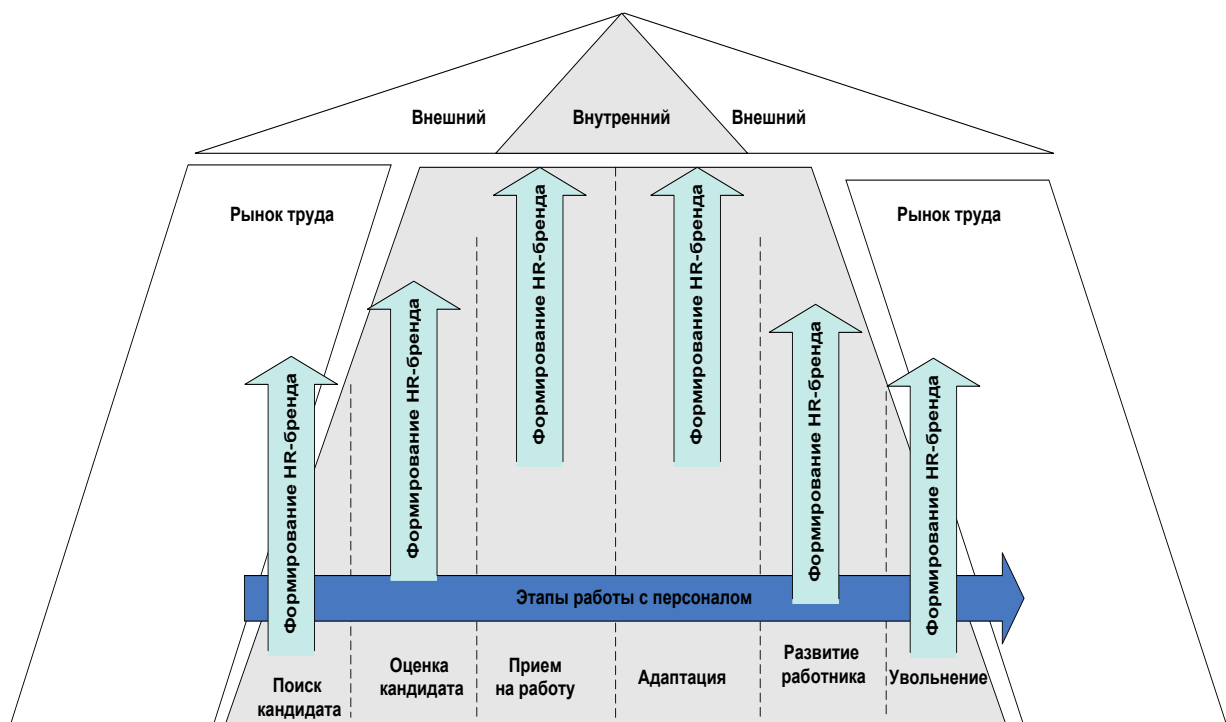 Внешний
Внутренний
Внешний
Рынок труда
Рынок труда
Формирование HR-бренда
Формирование HR-бренда
Формирование HR-бренда
Формирование HR-бренда
Формирование HR-бренда
Формирование HR-бренда
Этапы работы с персоналом
Поиск
кандидата
Оценка
кандидата
Прием
на работу
Адаптация
Развитие
работника
Увольнение